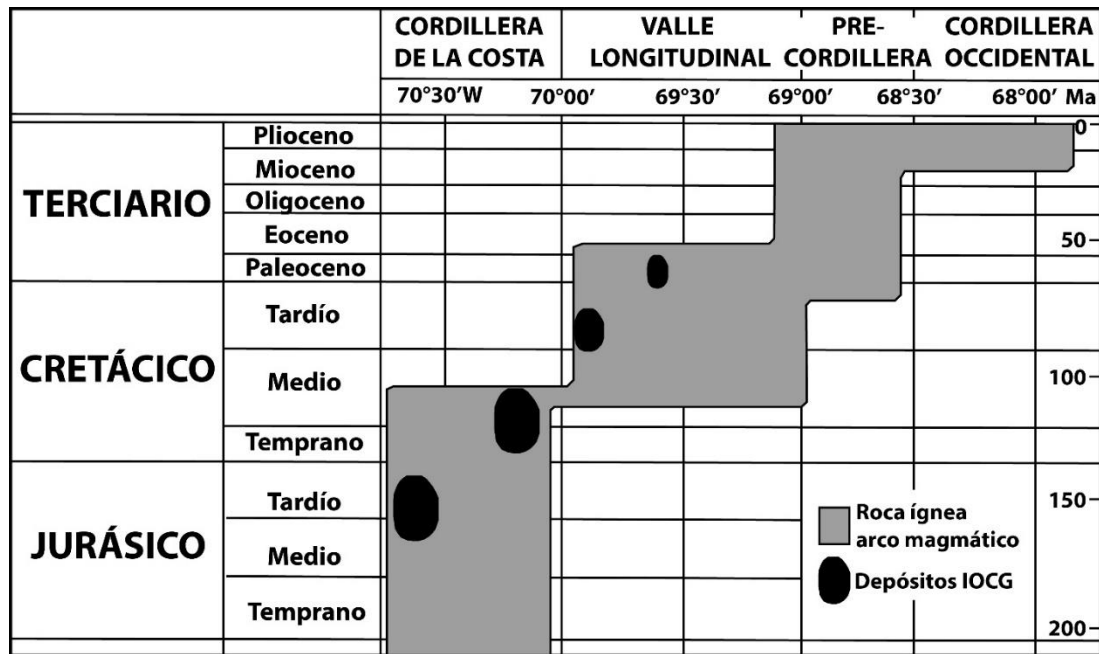 CORDILLERA DE LA COSTA
VALLE LONGITUDINAL
PRE-CORDILLERA
CORDILLERA OCCIDENTAL
70°30'W 70°00' 69°30' 69°00' 68°30' 68°00' Ma
0
Plioceno
Mioceno
TERCIARIO
Oligoceno
Eoceno
50
Paleoceno
Tardío
CRETÁCICO
Medio
100
Temprano
Tardío
150
JURÁSICO
Medio
Temprano
200
Roca ígnea
arco magmático
Depósitos IOCG